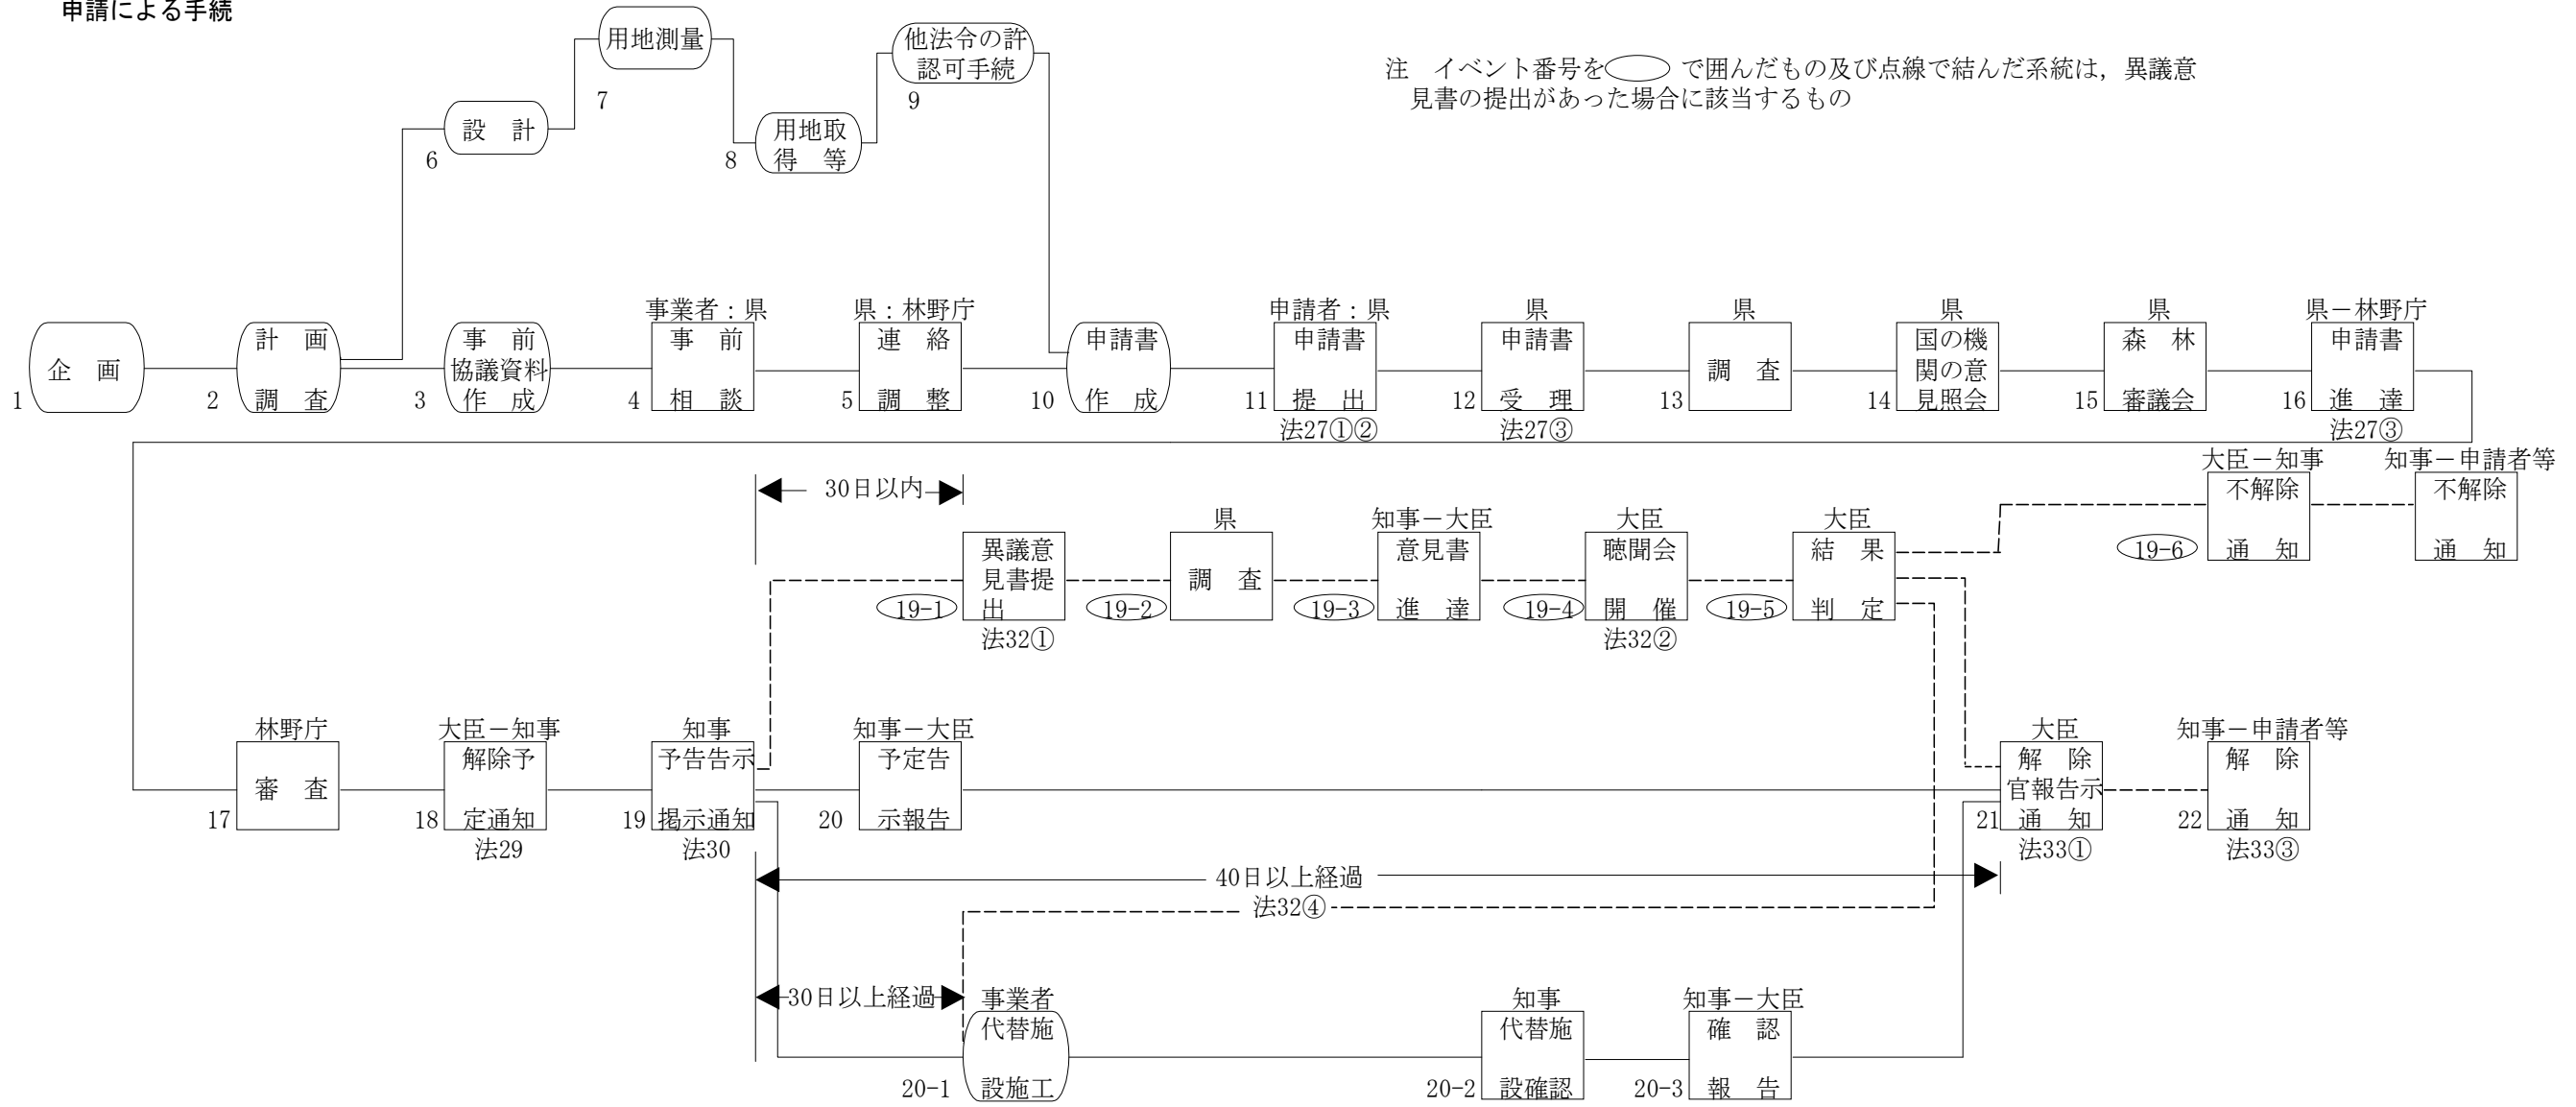 申請による手続
用地測量
7
他法令の許
認可手続
9
注　イベント番号を　　で囲んだもの及び点線で結んだ系統は，異議意
見書の提出があった場合に該当するもの
設　計
6
用地取
得　等
8
企　画
1
計　画
調　査
2
事　前
協議資料
作　成
3
事業者：県
事　前
相　談
4
県：林野庁
連　絡
調　整
5
申請書
作　成
10
申請者：県
申請書
提　出
11
法27①②
県
申請書
受　理
12
法27③
県
調　査
13
県
国の機
関の意
見照会
14
県
森　林
審議会
15
県－林野庁
申請書
進　達
16
法27③
30日以内
異議意
見書提
出
19-1
法32①
県
調　査
19-2
知事－大臣
意見書
進　達
19-3
大臣
聴聞会
開　催
19-4
法32②
大臣
結　果
判　定
19-5
大臣－知事
不解除
通　知
19-6
知事－申請者等
不解除
通　知
林野庁
審　査
17
大臣－知事
解除予
定通知
18
法29
知事
予告告示
掲示通知
19
法30
知事－大臣
予定告
示報告
20
大臣
解　除
官報告示
通　知
21
法33①
知事－申請者等
解　除
通　知
22
法33③
40日以上経過
法32④
30日以上経過
事業者
代替施
設施工
20-1
知事
代替施
設確認
20-2
知事－大臣
確　認
報　告
20-3